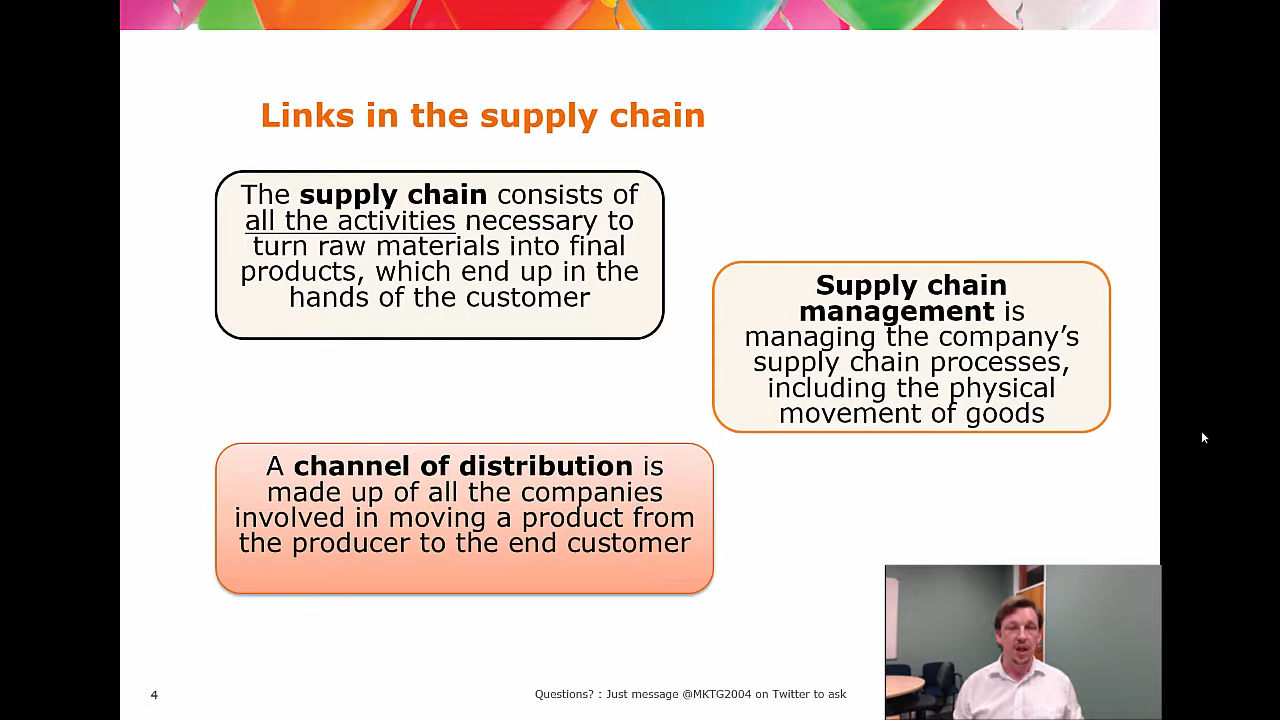 Links in the supply chain
The supply chain consists of
all the activities necessary to
turn raw materials into final
products, which end up in the
hands of the customer
Supply chain
management is
managing the company’s
supply chain processes,
including the physical
movement of goods
A channel of distribution is
made up of all the companies
involved in moving a product from
the producer to the end customer
4
Questions? : Just message @MKTG2004 on Twitter to ask